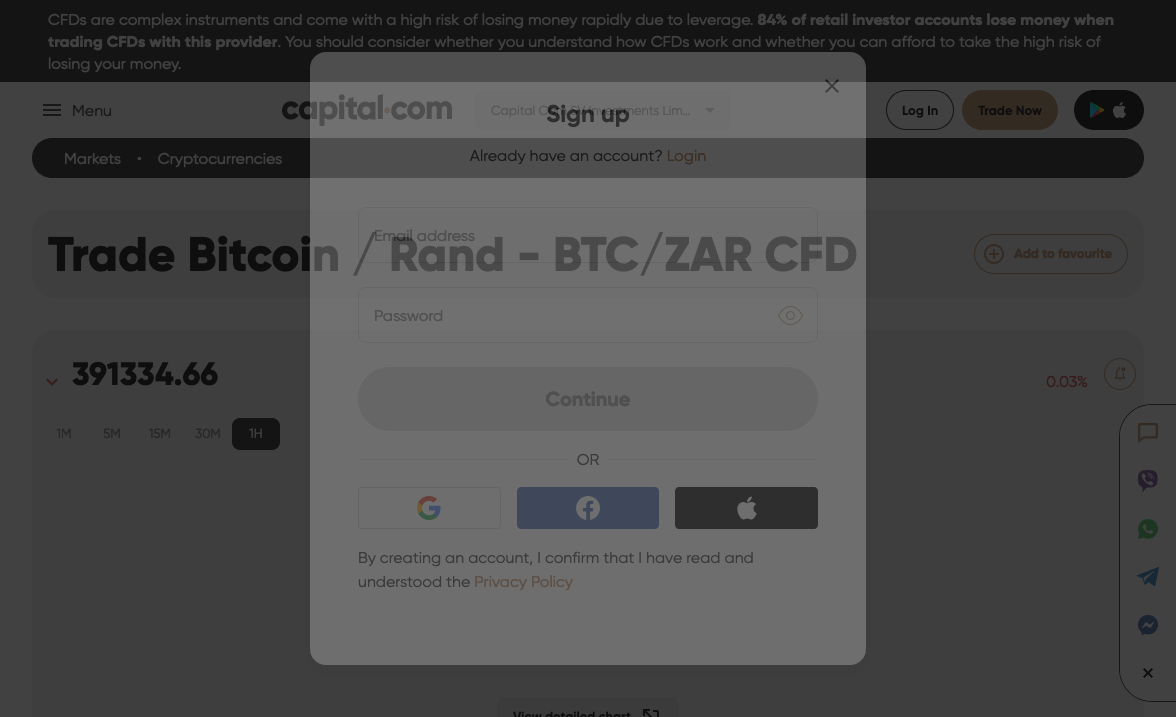 CFDs are complex instruments and come with a high risk of losing money rapidly due to leverage. 84% of retail investor accounts lose money when
trading CFDs with this provider. You should consider whether you understand how CFDs work and whether you can afford to take the high risk of
losing your money.
Menu
capital.com
Capital Com SV Investments Lim...
Log In
Trade Now
Sign up
Markets
Cryptocurrencies
Already have an account? Login
Email address
Trade Bitcoin / Rand - BTC/ZAR CFD
Add to favourite
Password
391334.66
0.03%
Continue
1M
5M
15M
30M
1H
OR
By creating an account, I confirm that I have read and
understood the Privacy Policy
View detailed chart